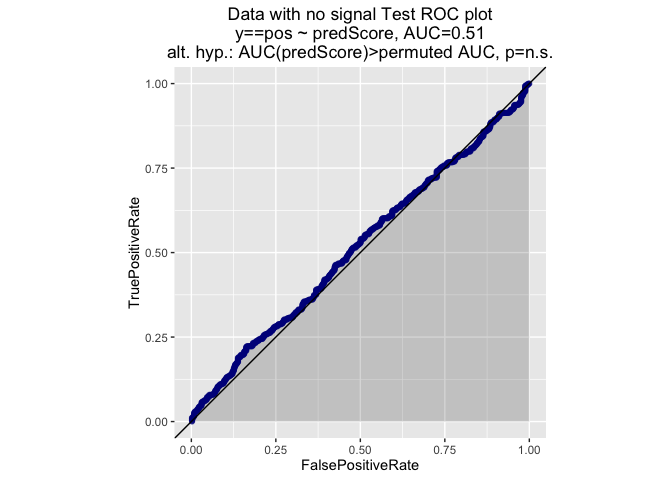 Data with no signal Test ROC plot
y==pos ~ predScore, AUC=0.51
alt. hyp.: AUC(predScore)>permuted AUC, p=n.s.
1.00
0.75
0.50
0.25
0.00
TruePositiveRate
0.00 0.25 0.50 0.75 1.00
FalsePositiveRate